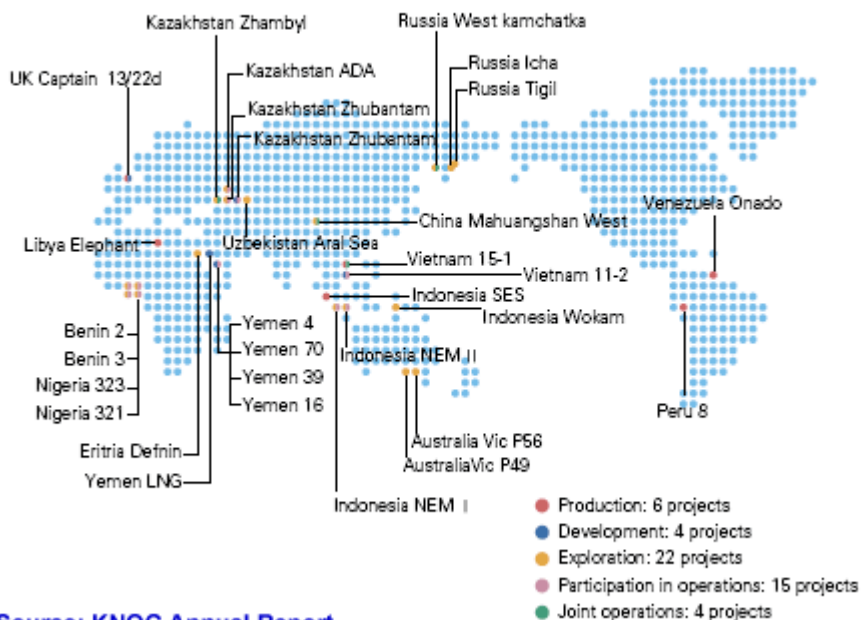 Kazakhstan Zhambyl
Russia West kamchatka
UK Captain 13/22d
Kazakhstan ADA
Russia Icha
Russia Tigil
Kazakhstan Zhubantam
Kazakhstan Zhubantam
Venezuela Onado
China Mahuangshan West
Libya Elephant
Uzbekistan Aral Sea
Vietnam 15-1
Vietnam 11-2
Indonesia SES
Indonesia Wokam
Benin 2
Benin 3
Nigeria 323
Nigeria 321
Yemen 4
Yemen 70
Yemen 39
Yemen 16
Indonesia NEM II
Peru 8
Eritria Defnin
Yemen LNG
Australia Vic P56
AustraliaVic P49
Indonesia NEM I
Production: 6 projects
Development: 4 projects
Exploration: 22 projects
Participation in operations: 15 projects
Joint operations: 4 projects
Source: KNOC Annual Report